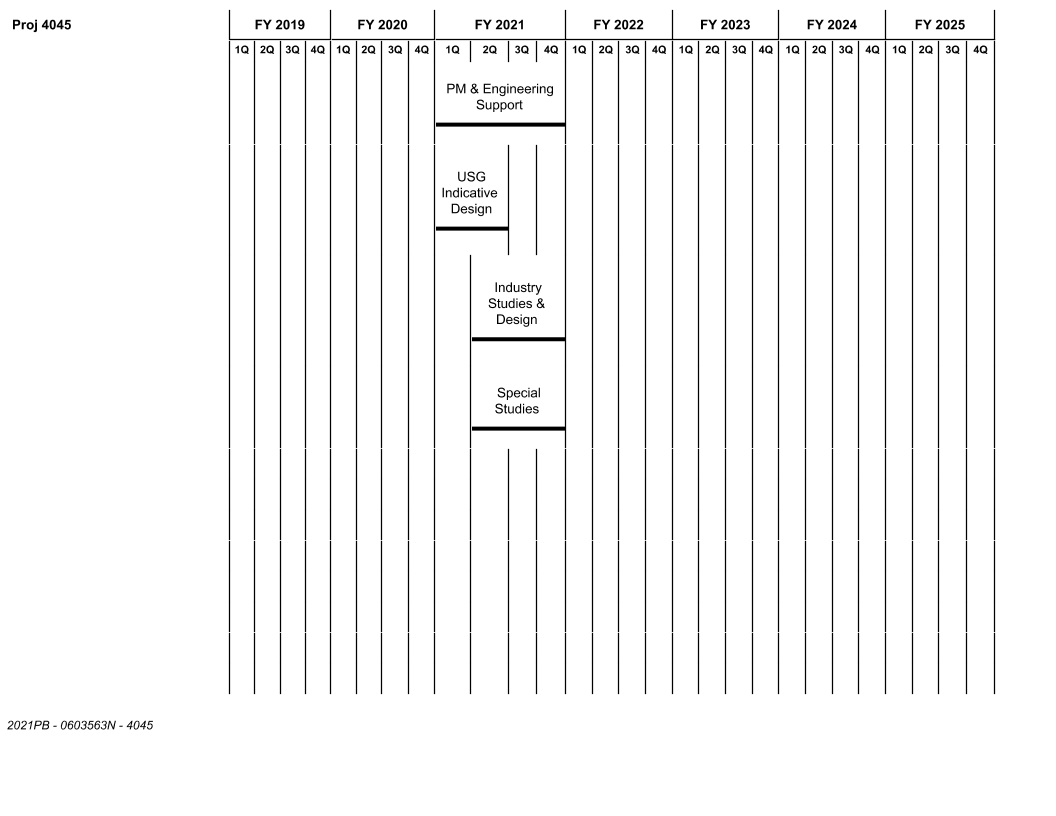 Proj 4045
FY 2019 FY 2020 FY 2021 FY 2022 FY 2023 FY 2024 FY 2025
1Q 2Q 3Q 4Q 1Q 2Q 3Q 4Q 1Q 2Q 3Q 4Q 1Q 2Q 3Q 4Q 1Q 2Q 3Q 4Q 1Q 2Q 3Q 4Q 1Q 2Q 3Q 4Q
PM & Engineering
Support
USG
Indicative
Design
Industry
Studies &
Design
Special
Studies
2021PB - 0603563N - 4045